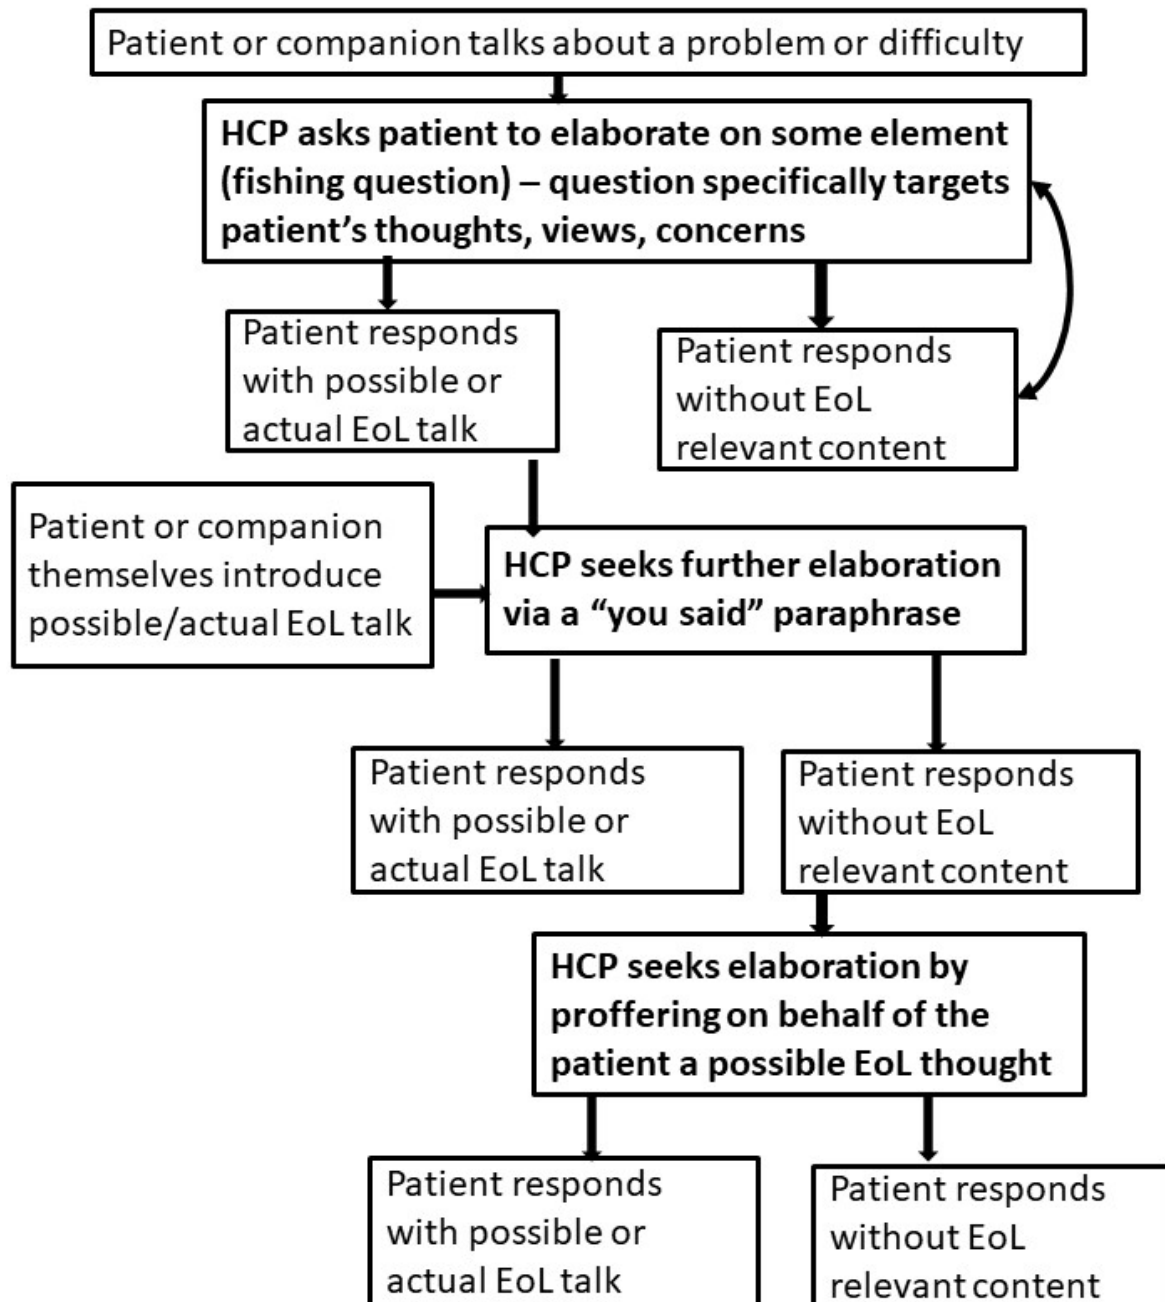 Patient or companion talks about a problem or difficulty
HCP asks patient to elaborate on some element
(fishing question) – question specifically targets
patient’s thoughts, views, concerns
Patient responds
with possible or
actual EoL talk
Patient responds
without EoL
relevant content
Patient or companion
themselves introduce
possible/actual EoL talk
HCP seeks further elaboration
via a “you said” paraphrase
Patient responds
with possible or
actual EoL talk
Patient responds
without EoL
relevant content
HCP seeks elaboration by
proffering on behalf of the
patient a possible EoL thought
Patient responds
with possible or
actual EoL talk
Patient responds
without EoL
relevant content